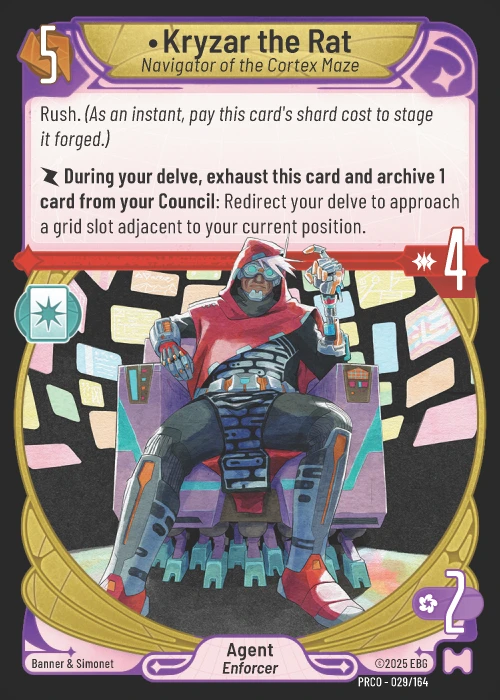 5
•Kryzar the Rat
Navigator of the Cortex Maze
Rush. (As an instant, pay this card's shard cost to stage
it forged.)
During your delve, exhaust this card and archive 1
card from your Council: Redirect your delve to approach
a grid slot adjacent to your current position.
4
2
Agent
Enforcer
Banner & Simonet
©2025 EBG
PRCO - 029/164